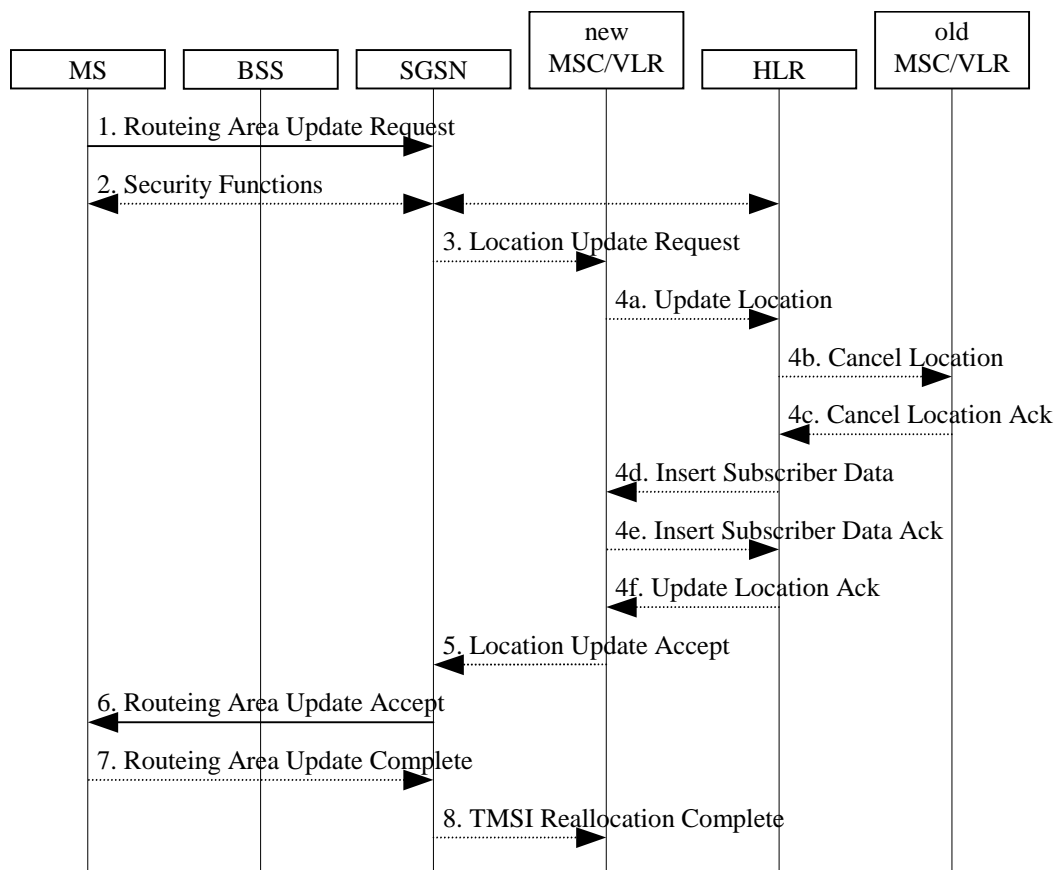 MS
BSS
SGSN
new
MSC/VLR
HLR
old
MSC/VLR
1. Routeing Area Update Request
2. Security Functions
3. Location Update Request
4a. Update Location
4b. Cancel Location
4c. Cancel Location Ack
4d. Insert Subscriber Data
4e. Insert Subscriber Data Ack
4f. Update Location Ack
5. Location Update Accept
6. Routeing Area Update Accept
7. Routeing Area Update Complete
8. TMSI Reallocation Complete